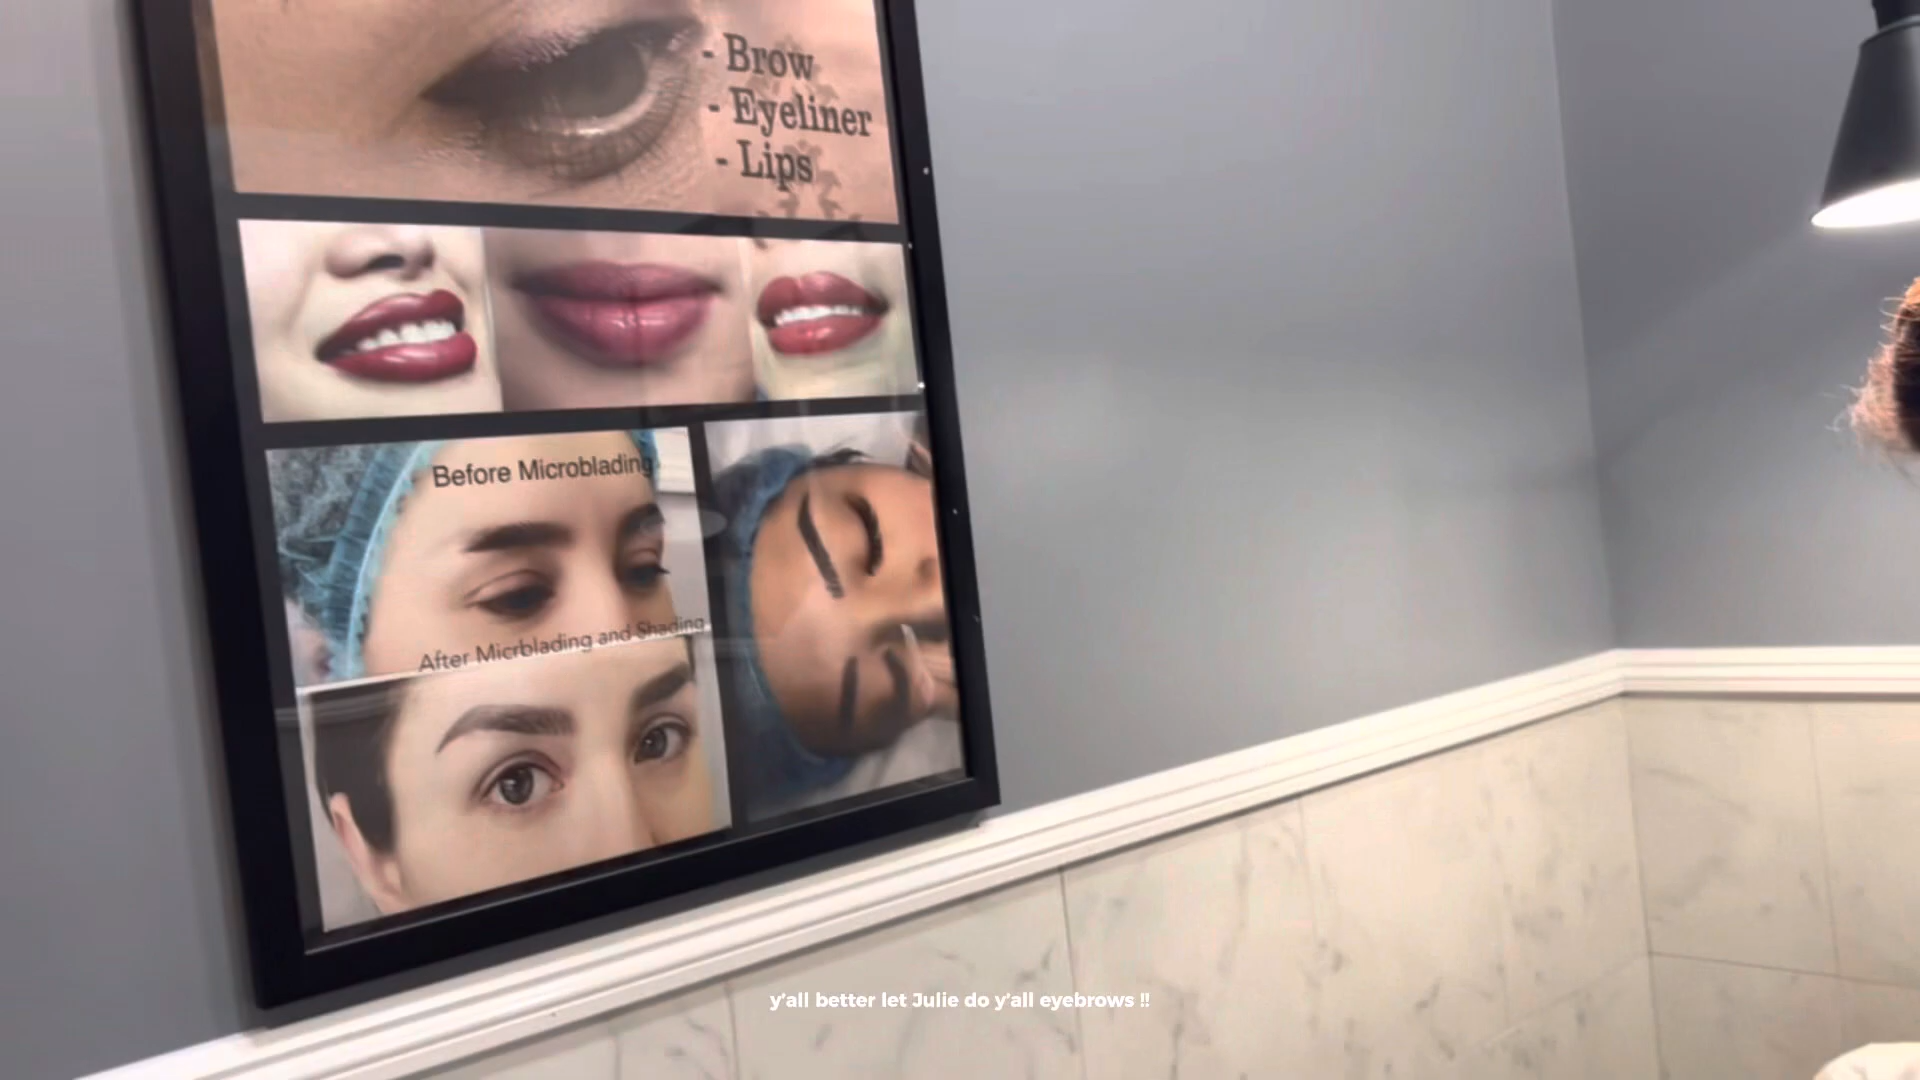 - Brow
- Eyeliner
- Lips
Before Microblading
After Micrblading and Shading
y'all better let Julie do y'all eyebrows !!